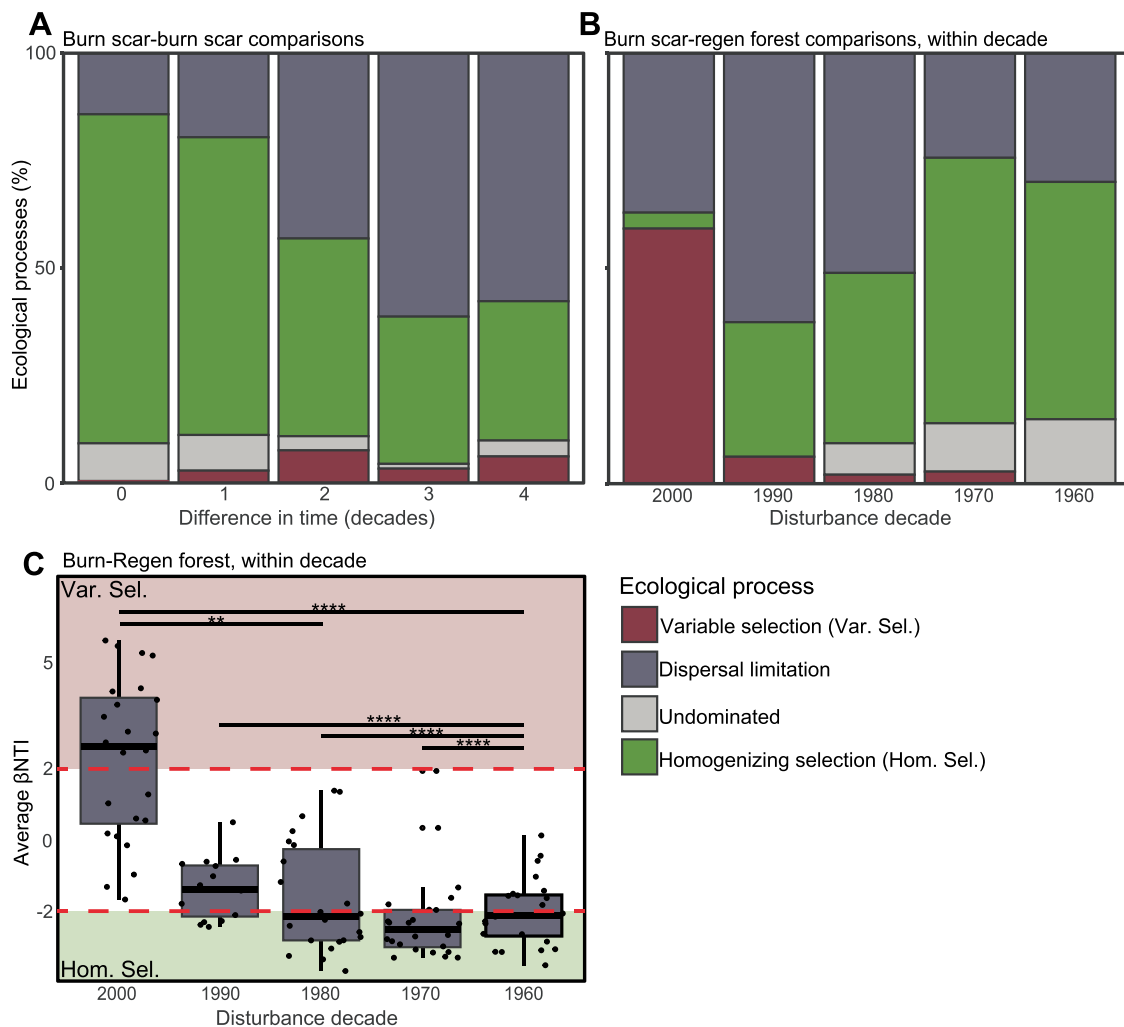 A
Burn scar-burn scar comparisons
B
Burn scar-regen forest comparisons, within decade
Ecological processes (%)
100
50
0
0 1 2 3 4
Difference in time (decades)
2000 1990 1980 1970 1960
Disturbance decade
C
Burn-Regen forest, within decade
Var. Sel.
****
**
****
****
****
Average βNTI
5
2
0
-2
Hom. Sel.
2000 1990 1980 1970 1960
Disturbance decade
Ecological process
Variable selection (Var. Sel.)
Dispersal limitation
Undominated
Homogenizing selection (Hom. Sel.)